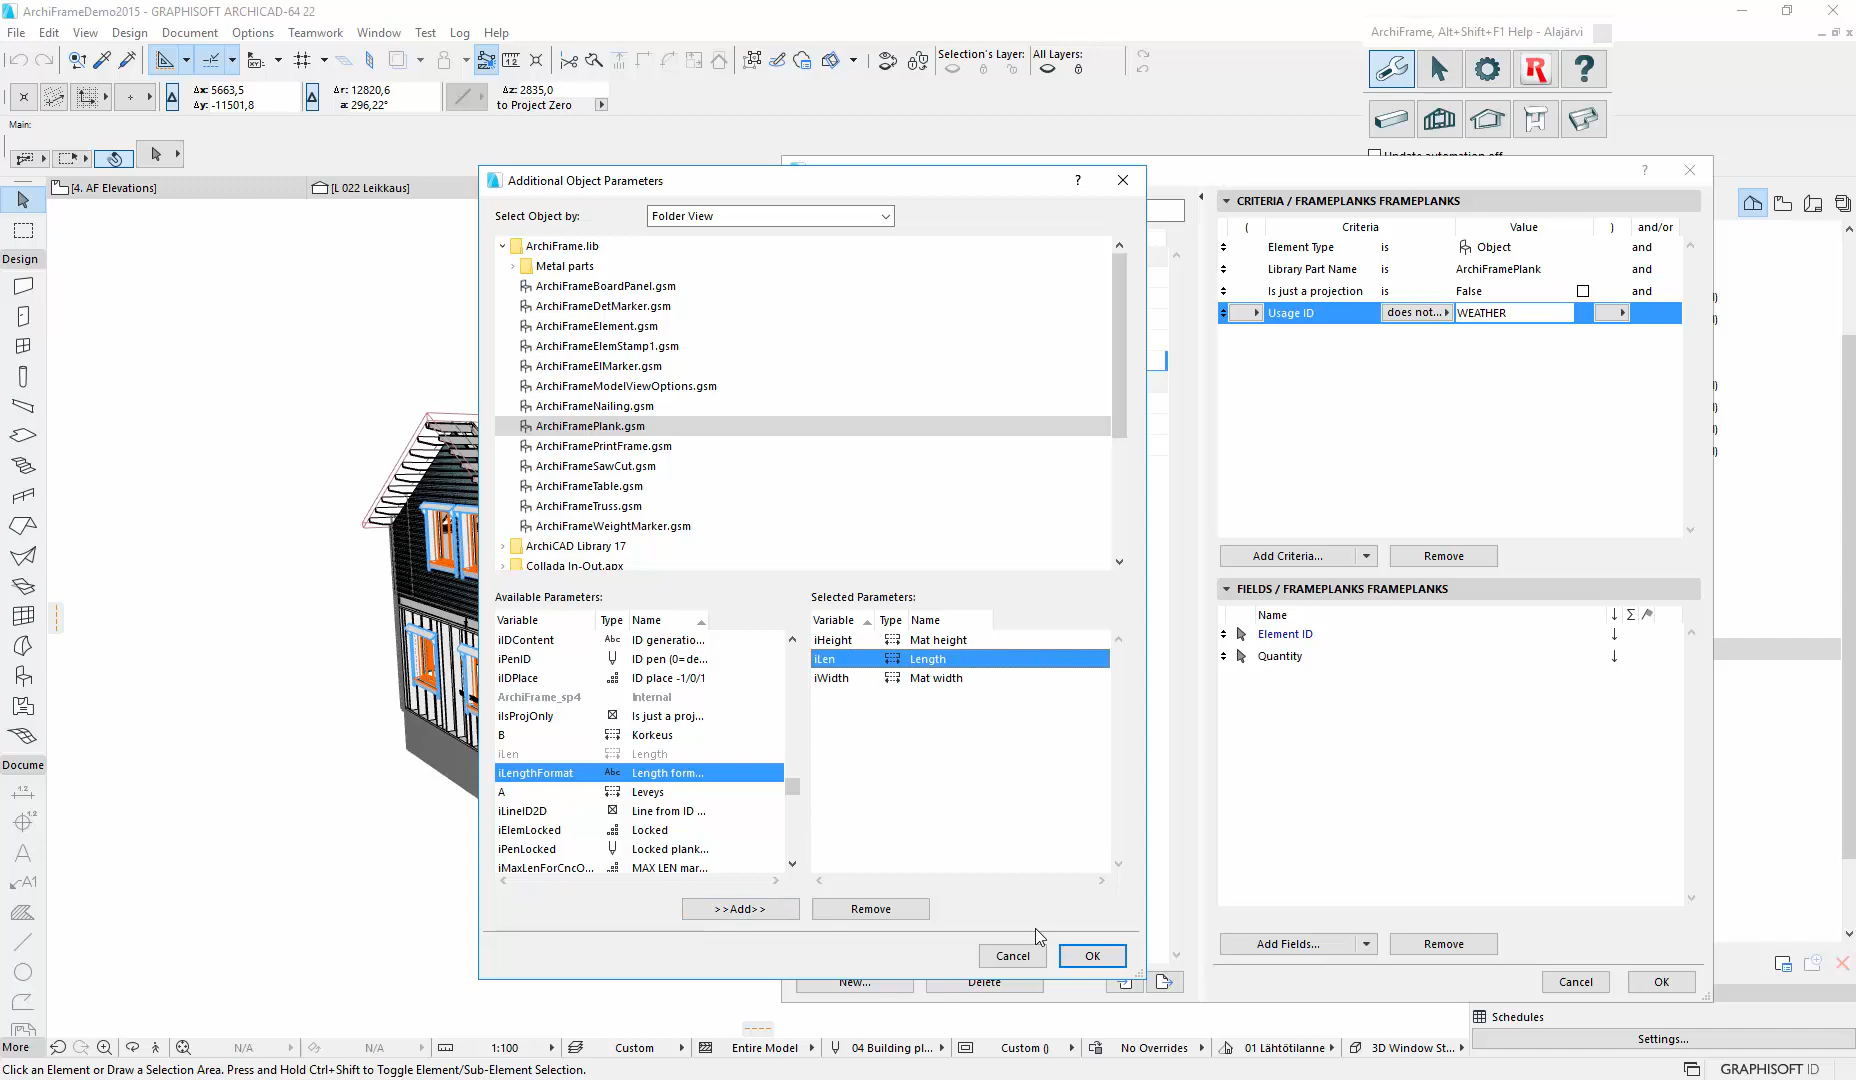 ArchiFrameDemo2015 - GRAPHISOFT ARCHICAD-64 22
File Edit View Design Document Options Teamwork Window Test Log Help
ArchiFrame, Alt+Shift+F1 Help - Alajärvi
Selection's Layer:
All Layers:
Δx: 5663,5
Δy: -11501,8
Δr: 12820,6
a: 296,22°
Δz: 2835,0
to Project Zero
Main:
[4. AF Elevations]
[L 022 Leikkaus]
Design
Docume
More
Additional Object Parameters
Select Object by:
Folder View
ArchiFrame.lib
Metal parts
ArchiFrameBoardPanel.gsm
ArchiFrameDetMarker.gsm
ArchiFrameElement.gsm
ArchiFrameElemStamp1.gsm
ArchiFrameElMarker.gsm
ArchiFrameModelViewOptions.gsm
ArchiFrameNailing.gsm
ArchiFramePlank.gsm
ArchiFramePrintFrame.gsm
ArchiFrameSawCut.gsm
ArchiFrameTable.gsm
ArchiFrameTruss.gsm
ArchiFrameWeightMarker.gsm
ArchiCAD Library 17
Collada In-Out.apx
Available Parameters:
Variable Type Name
iIDContent Abc ID generatio...
iPenID ID pen (0=de...
iIDPlace ID place -1/0/1
ArchiFrame_sp4 Internal
iIsProjOnly Is just a proj...
B Korkeus
iLen Length
iLengthFormat Abc Length form...
A Leveys
iLineID2D Line from ID ...
iElemLocked Locked
iPenLocked Locked plank...
iMaxLenForCncO... MAX LEN mar...
Selected Parameters:
Variable Type Name
iHeight Mat height
iLen Length
iWidth Mat width
>>Add>>
Remove
Cancel
OK
New...
Delete
Update automation off
CRITERIA / FRAMEPLANKS FRAMEPLANKS
( Criteria Value ) and/or
Element Type is Object and
Library Part Name is ArchiFramePlank and
Is just a projection is False and
Usage ID does not... WEATHER
Add Criteria...
Remove
FIELDS / FRAMEPLANKS FRAMEPLANKS
Name
Element ID
Quantity
Add Fields...
Remove
Cancel
OK
Schedules
Settings...
N/A
N/A
1:100
Custom
Entire Model
04 Building pl...
Custom ()
No Overrides
01 Lähtötilanne
3D Window St...
Click an Element or Draw a Selection Area. Press and Hold Ctrl+Shift to Toggle Element/Sub-Element Selection.
GRAPHISOFT ID